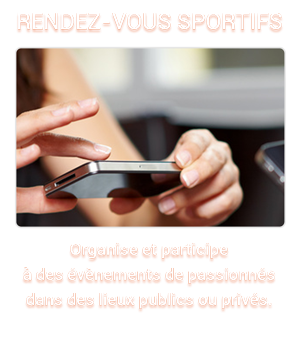 RENDEZ-VOUS SPORTIFS
Organise et participe
à des évènements de passionnés
dans des lieux publics ou privés.